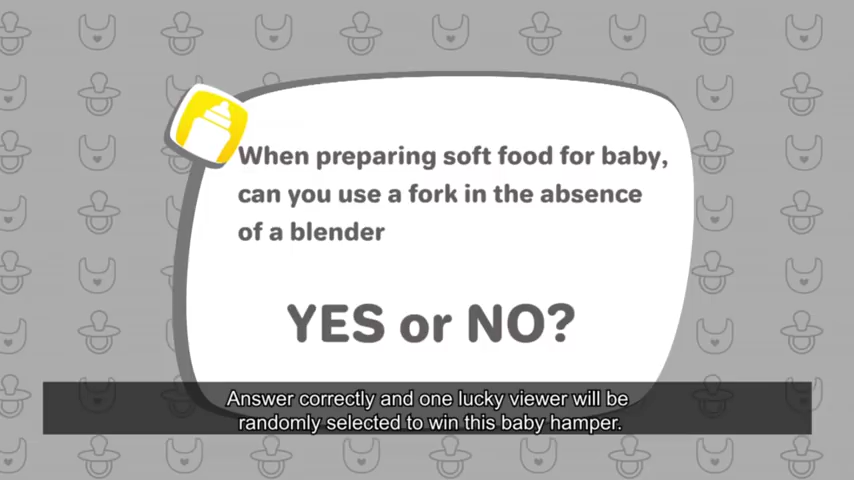 When preparing soft food for baby,
can you use a fork in the absence
of a blender
YES or NO?
Answer correctly and one lucky viewer will be
randomly selected to win this baby hamper.